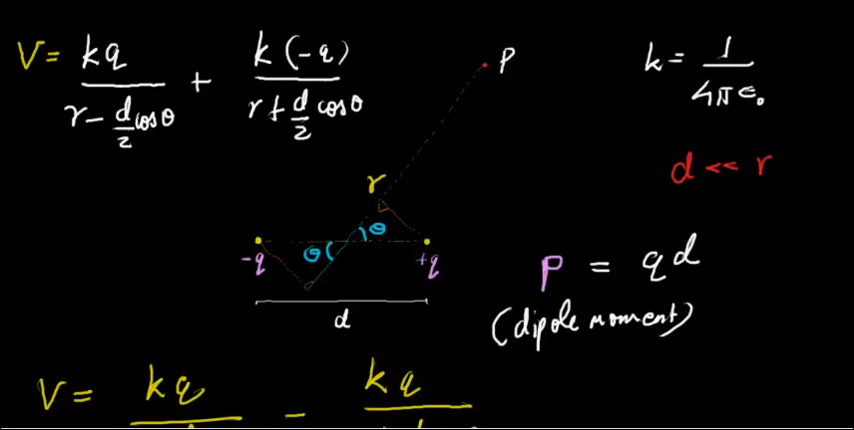 V = kq/(r - d/2 cosθ) + k(-q)/(r + d/2 cosθ)
P
k = 1/(4πε₀)
d << r
r
θ θ
-q +q
d
P = qd
(dipole moment)
V = kq - kq